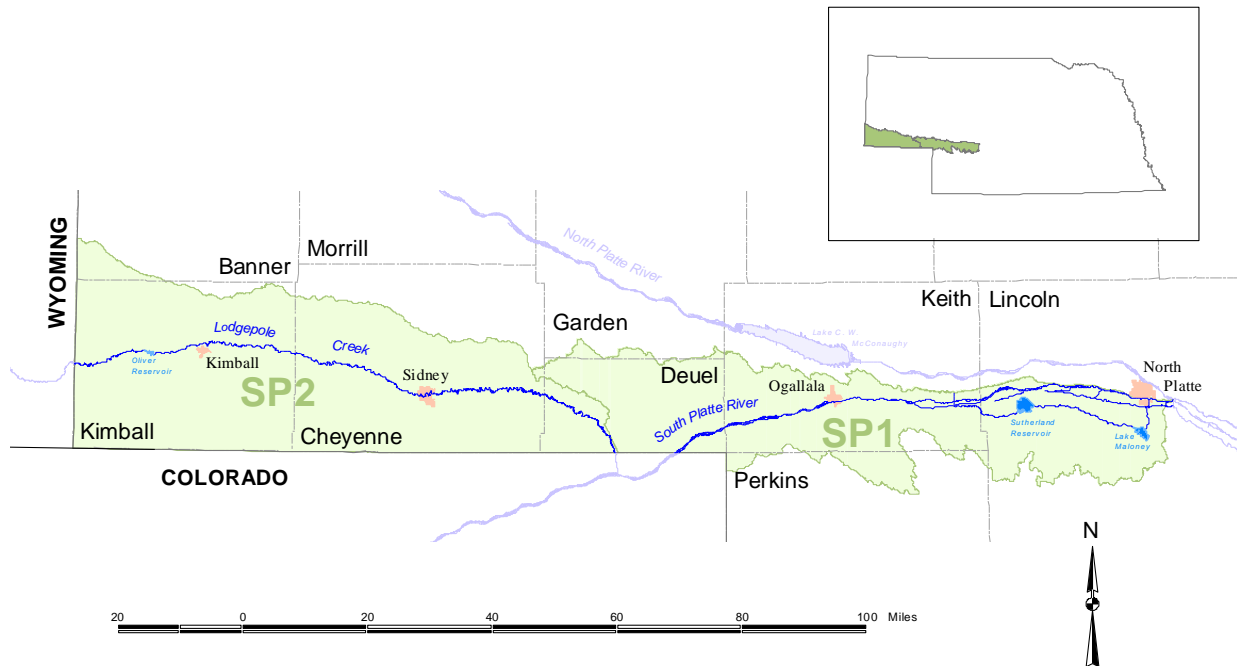 WYOMING
Banner
Morrill
North Platte River
Keith
Lincoln
Lodgepole
Creek
Oliver
Reservoir
Kimball
Sidney
SP2
Kimball
Cheyenne
COLORADO
Garden
Deuel
Lake C. W.
McConaughy
Ogallala
South Platte River
SP1
Perkins
Sutherland
Reservoir
Lake
Maloney
North
Platte
N
20 0 20 40 60 80 100 Miles